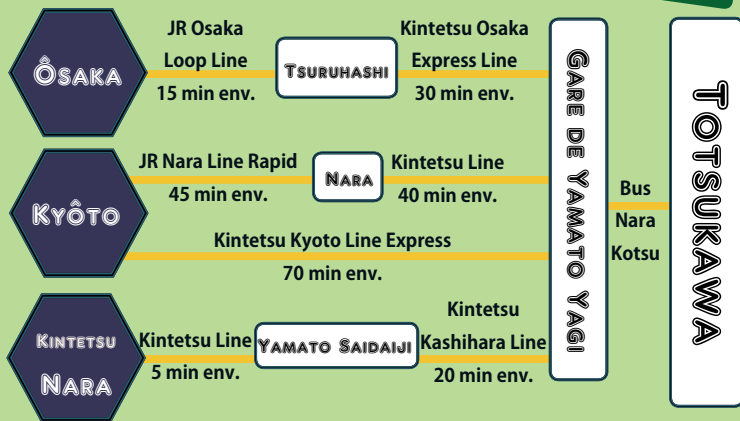 ÔSAKA
JR Osaka
Loop Line
15 min env.
TSURUHASHI
Kintetsu Osaka
Express Line
30 min env.
KYÔTO
JR Nara Line Rapid
45 min env.
NARA
Kintetsu Line
40 min env.
Kintetsu Kyoto Line Express
70 min env.
KINTETSU
NARA
Kintetsu Line
5 min env.
YAMATO SAIDAIJI
Kintetsu
Kashihara Line
20 min env.
GARE DE YAMATO YAGI
Bus
Nara
Kotsu
TOTSUKAWA